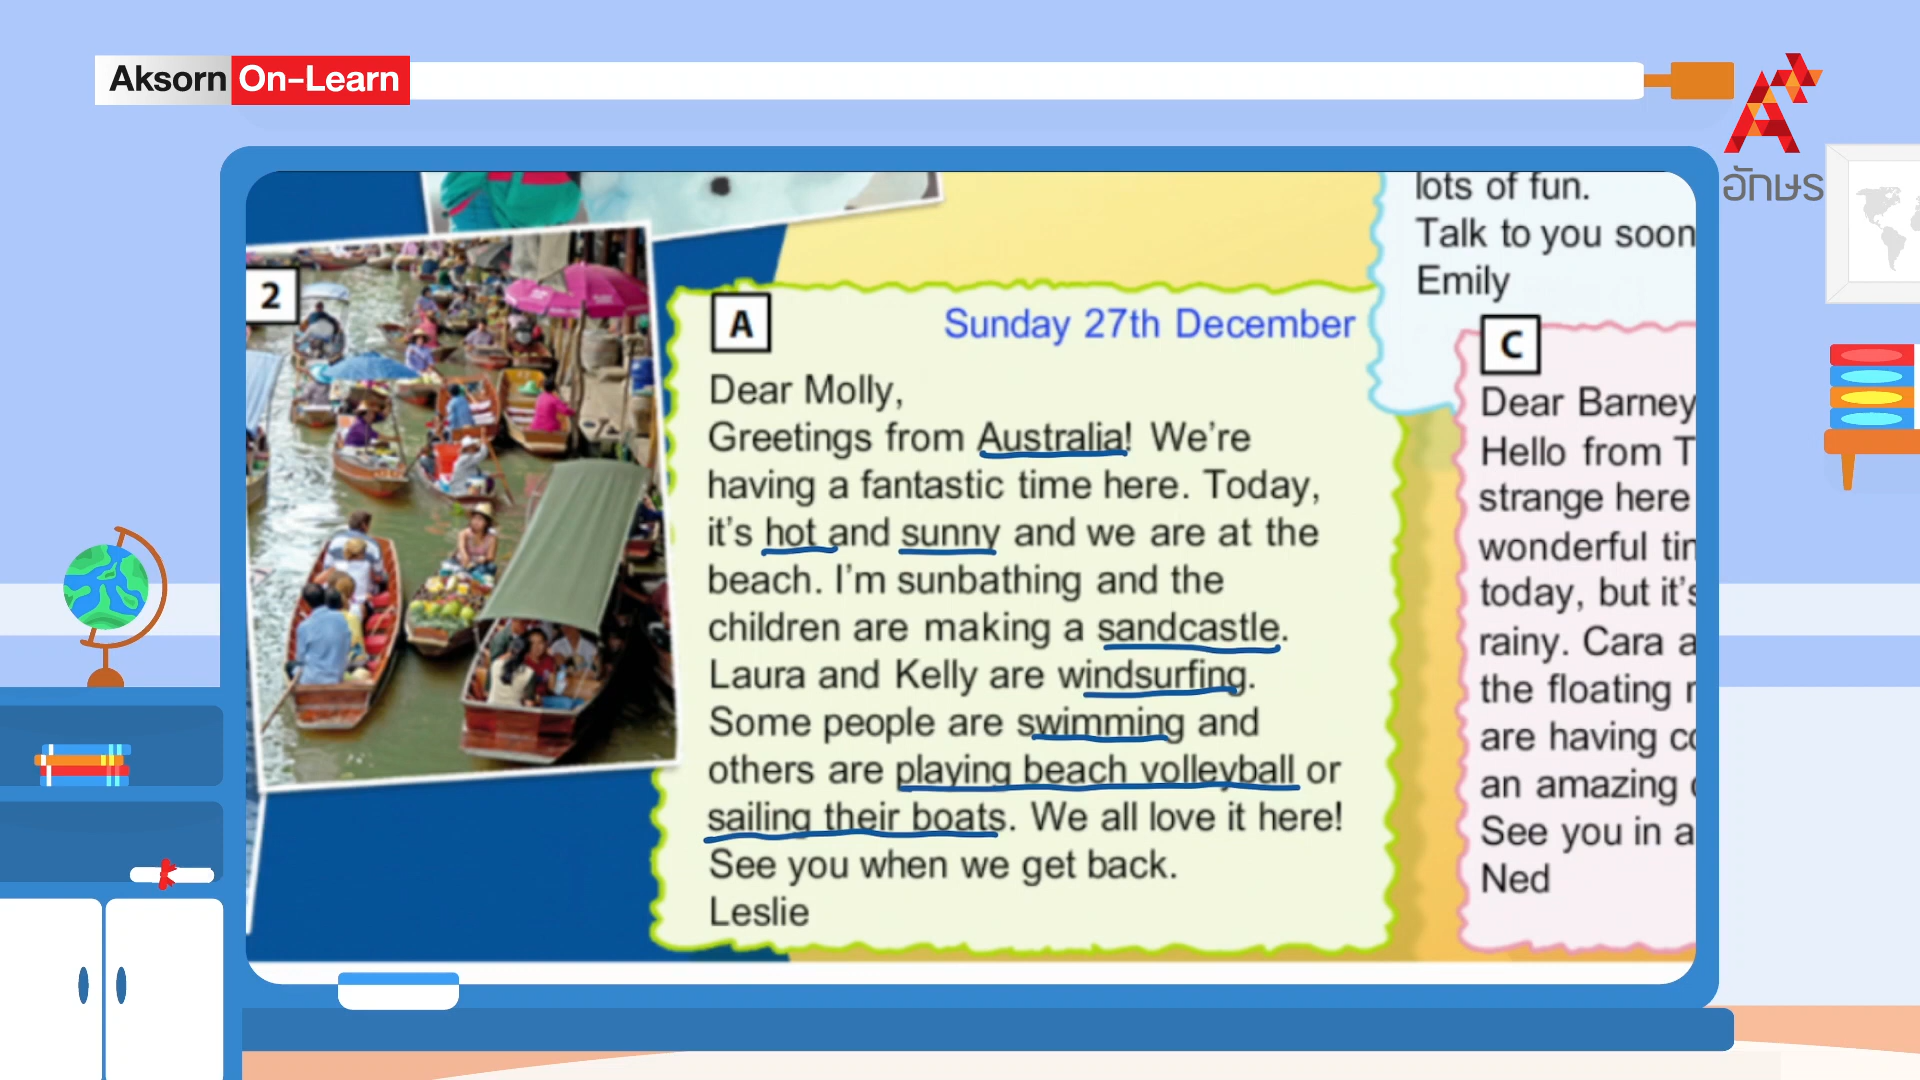 Aksorn On-Learn
อักษร
2
lots of fun.
Talk to you soon
Emily
A
Sunday 27th December
Dear Molly,
Greetings from Australia! We're
having a fantastic time here. Today,
it's hot and sunny and we are at the
beach. I'm sunbathing and the
children are making a sandcastle.
Laura and Kelly are windsurfing.
Some people are swimming and
others are playing beach volleyball or
sailing their boats. We all love it here!
See you when we get back.
Leslie
C
Dear Barney
Hello from T
strange here
wonderful
today, but it's
rainy. Cara a
the floating
are having
an amazing
See you in a
Ned